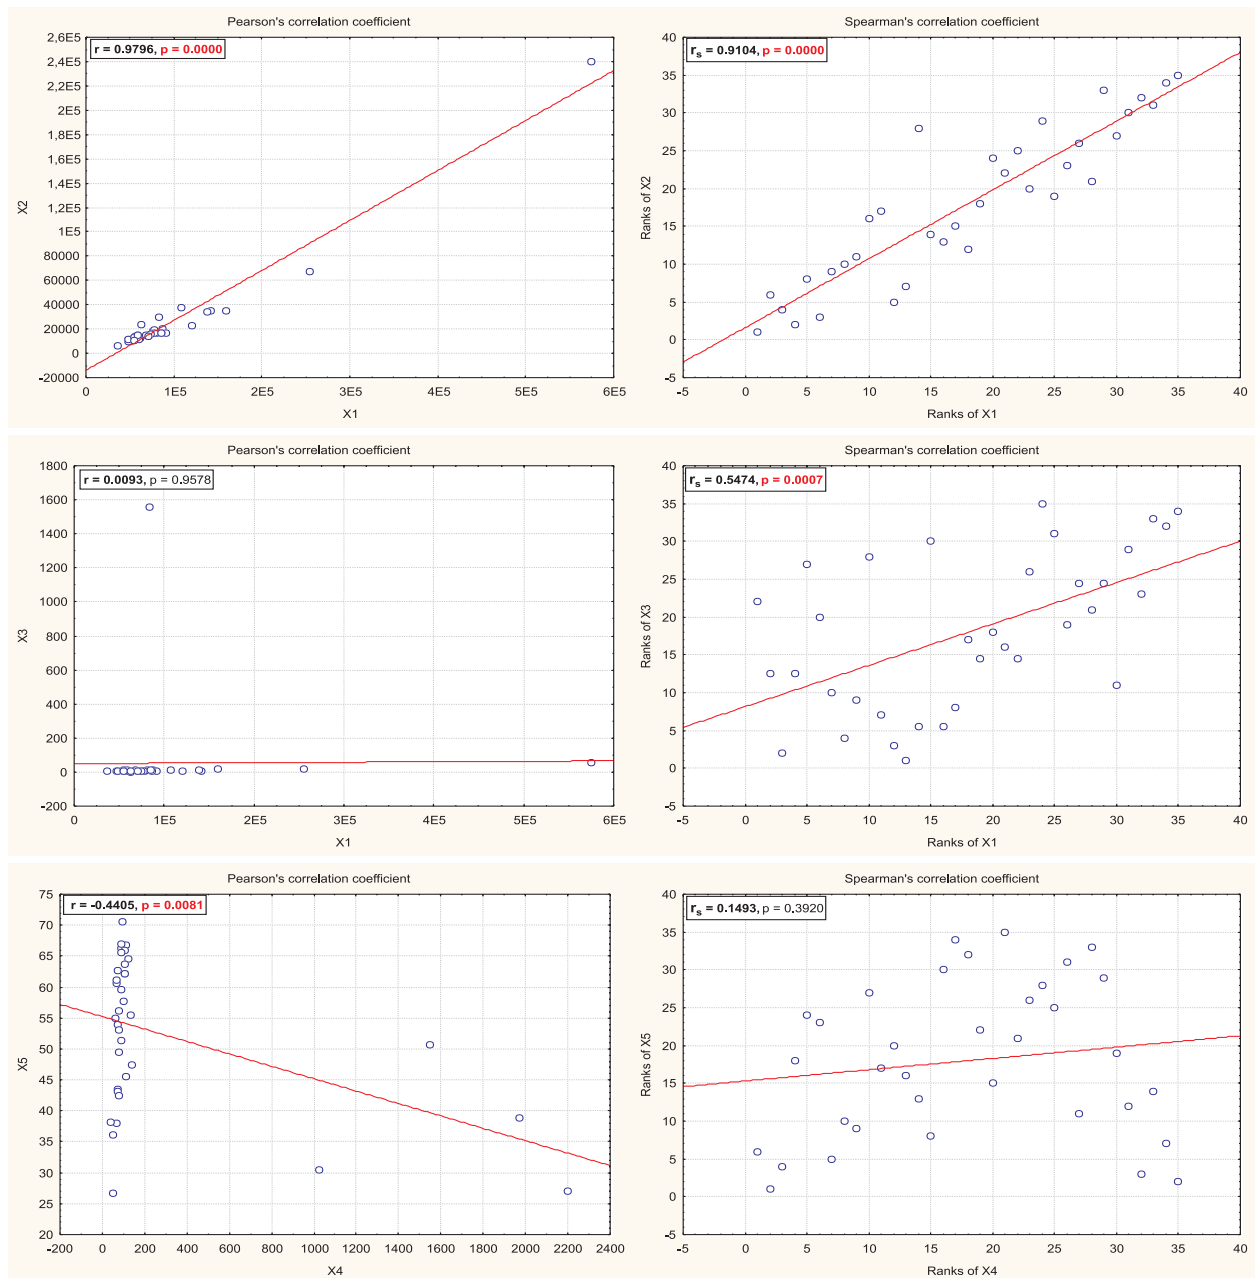 Pearson's correlation coefficient
r = 0.9796, p = 0.0000
2,6E5
2,4E5
2,2E5
2E5
1,8E5
1,6E5
1,4E5
1,2E5
1E5
80000
60000
40000
20000
0
-20000
X2
0 1E5 2E5 3E5 4E5 5E5 6E5
X1
Spearman's correlation coefficient
rs = 0.9104, p = 0.0000
40
35
30
25
20
15
10
5
0
-5
Ranks of X2
-5 0 5 10 15 20 25 30 35 40
Ranks of X1
Pearson's correlation coefficient
r = 0.0093, p = 0.9578
1800
1600
1400
1200
1000
800
600
400
200
0
-200
X3
0 1E5 2E5 3E5 4E5 5E5 6E5
X1
Spearman's correlation coefficient
rs = 0.5474, p = 0.0007
40
35
30
25
20
15
10
5
0
-5
Ranks of X3
-5 0 5 10 15 20 25 30 35 40
Ranks of X1
Pearson's correlation coefficient
r = -0.4405, p = 0.0081
75
70
65
60
55
50
45
40
35
30
25
20
X5
-200 0 200 400 600 800 1000 1200 1400 1600 1800 2000 2200 2400
X4
Spearman's correlation coefficient
rs = 0.1493, p = 0.3920
40
35
30
25
20
15
10
5
0
-5
Ranks of X5
-5 0 5 10 15 20 25 30 35 40
Ranks of X4